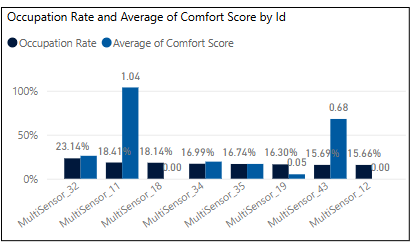 Occupation Rate and Average of Comfort Score by Id
Occupation Rate Average of Comfort Score
1.04
100%
0.68
50%
23.14% 18.41% 18.14% 16.99% 16.74% 16.30% 15.69% 15.66%
0.00 0.05 0.00
0%
MultiSensor_32 MultiSensor_11 MultiSensor_18 MultiSensor_34 MultiSensor_35 MultiSensor_19 MultiSensor_43 MultiSensor_12